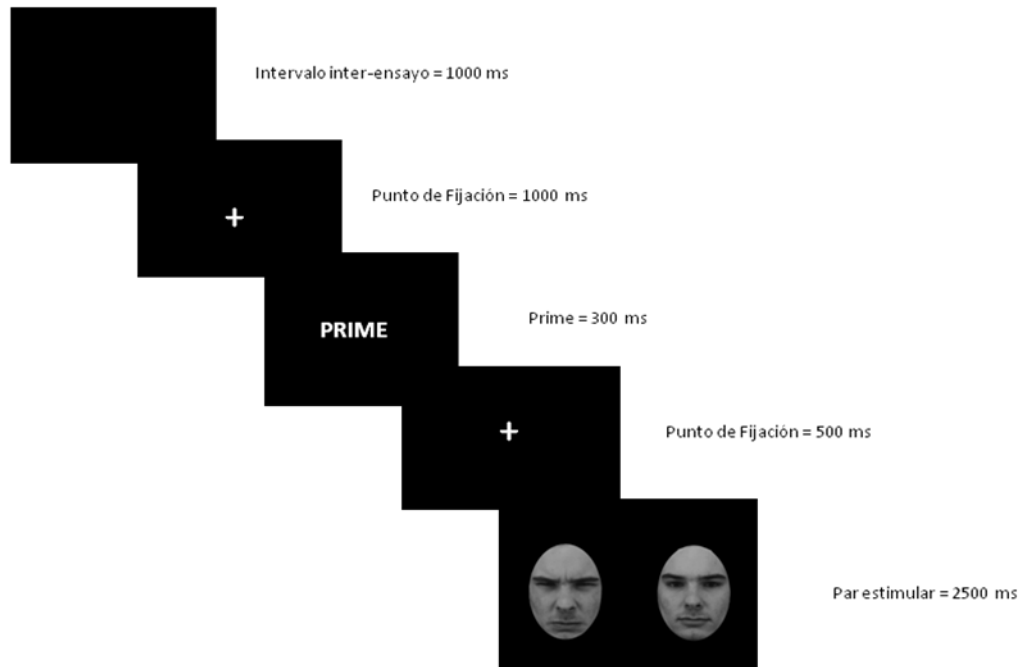 Intervalo inter-ensayo = 1000 ms
+
Punto de Fijación = 1000 ms
PRIME
Prime = 300 ms
+
Punto de Fijación = 500 ms
Par estimular = 2500 ms